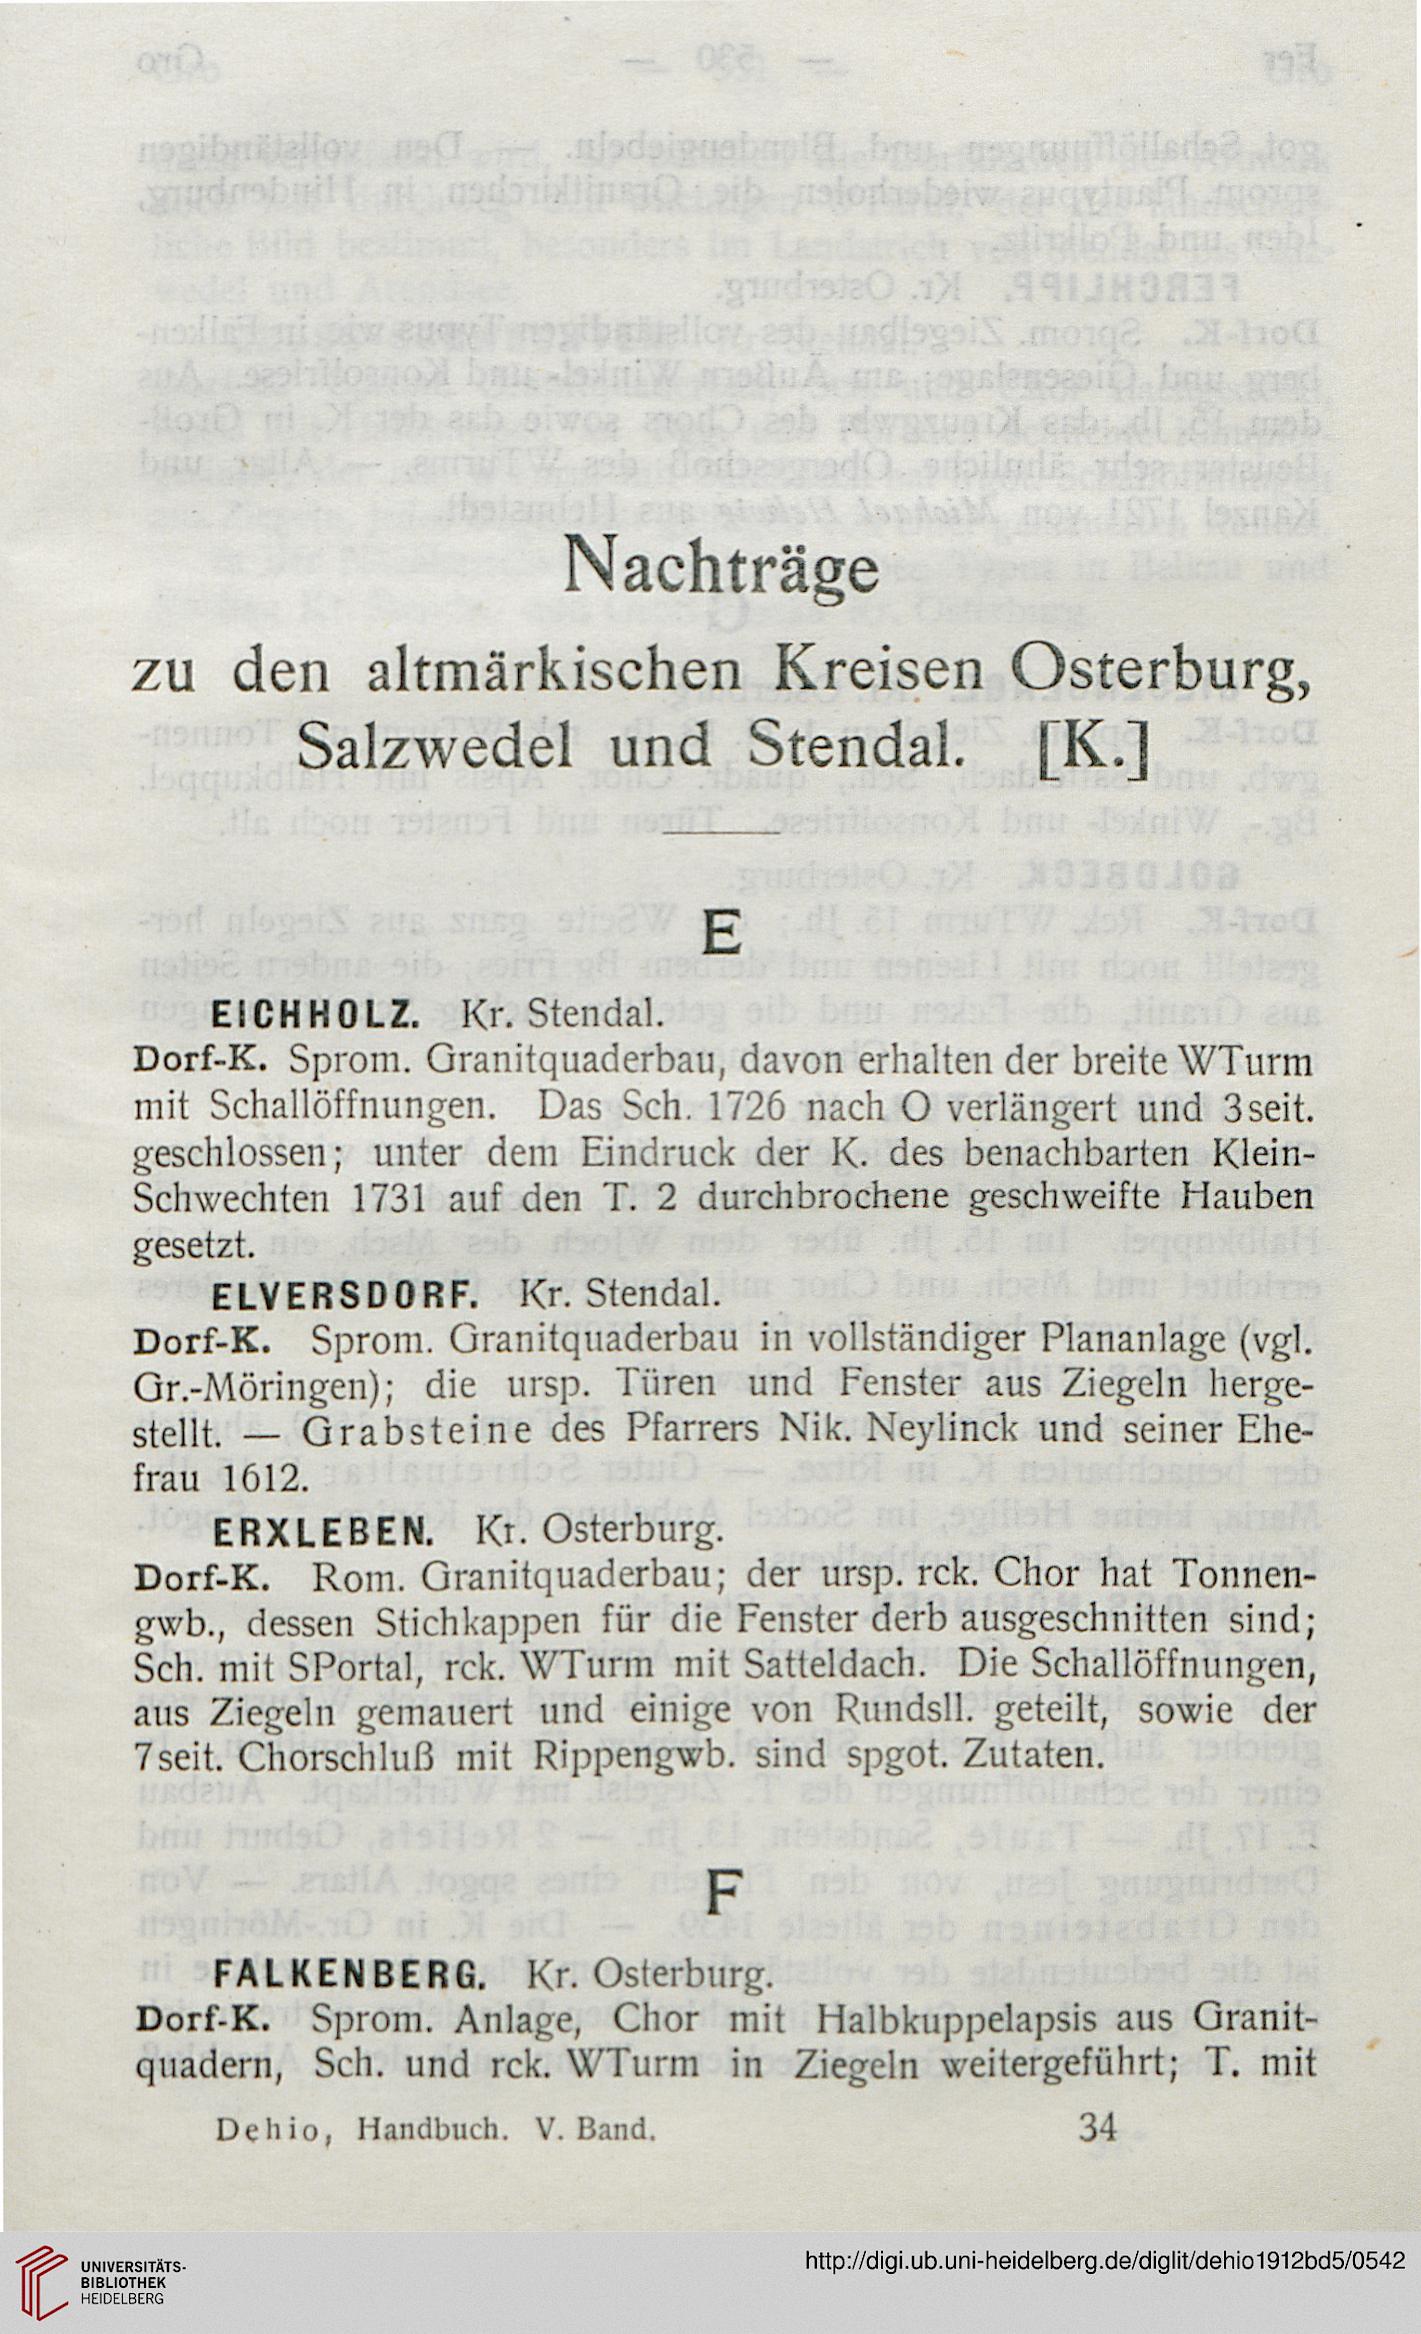 Nachträge
zu den altmärkischen Kreisen Osterburg,
Salzwedel und Stendal. [K.]
E
EICHHOLZ. Kr. Stendal.
Dorf-K. Sprom. Granitquaderbau, davon erhalten der breite WTurm
mit Schallöffnungen. Das Sch. 1726 nach O verlängert und 3seit.
geschlossen; unter dem Eindruck der K. des benachbarten Klein-
Schwechten 1731 auf den T. 2 durchbrochene geschweifte Hauben
gesetzt.
ELVERSDORF. Kr. Stendal.
Dorf-K. Sprom. Granitquaderbau in vollständiger Plananlage (vgl.
Gr.-Möringen); die ursp. Türen und Fenster aus Ziegeln herge-
stellt. — Grabsteine des Pfarrers Nik. Neylinck und seiner Ehe-
frau 1612.
ERXLEBEN. Kr. Osterburg.
Dorf-K. Rom. Granitquaderbau; der ursp. rck. Chor hat Tonnen-
gwb., dessen Stichkappen für die Fenster derb ausgeschnitten sind;
Sch. mit SPortal, rck. WTurm mit Satteldach. Die Schallöffnungen,
aus Ziegeln gemauert und einige von Rundsll. geteilt, sowie der
7seit. Chorschluß mit Rippengwb. sind spgot. Zutaten.
F
FALKENBERG. Kr. Osterburg.
Dorf-K. Sprom. Anlage, Chor mit Halbkuppelapsis aus Granit-
quadern, Sch. und rck. WTurm in Ziegeln weitergeführt; T. mit
Dehio, Handbuch. V. Band. 34
UNIVERSITÄTS-
BIBLIOTHEK
HEIDELBERG
http://digi.ub.uni-heidelberg.de/diglit/dehio1912bd5/0542